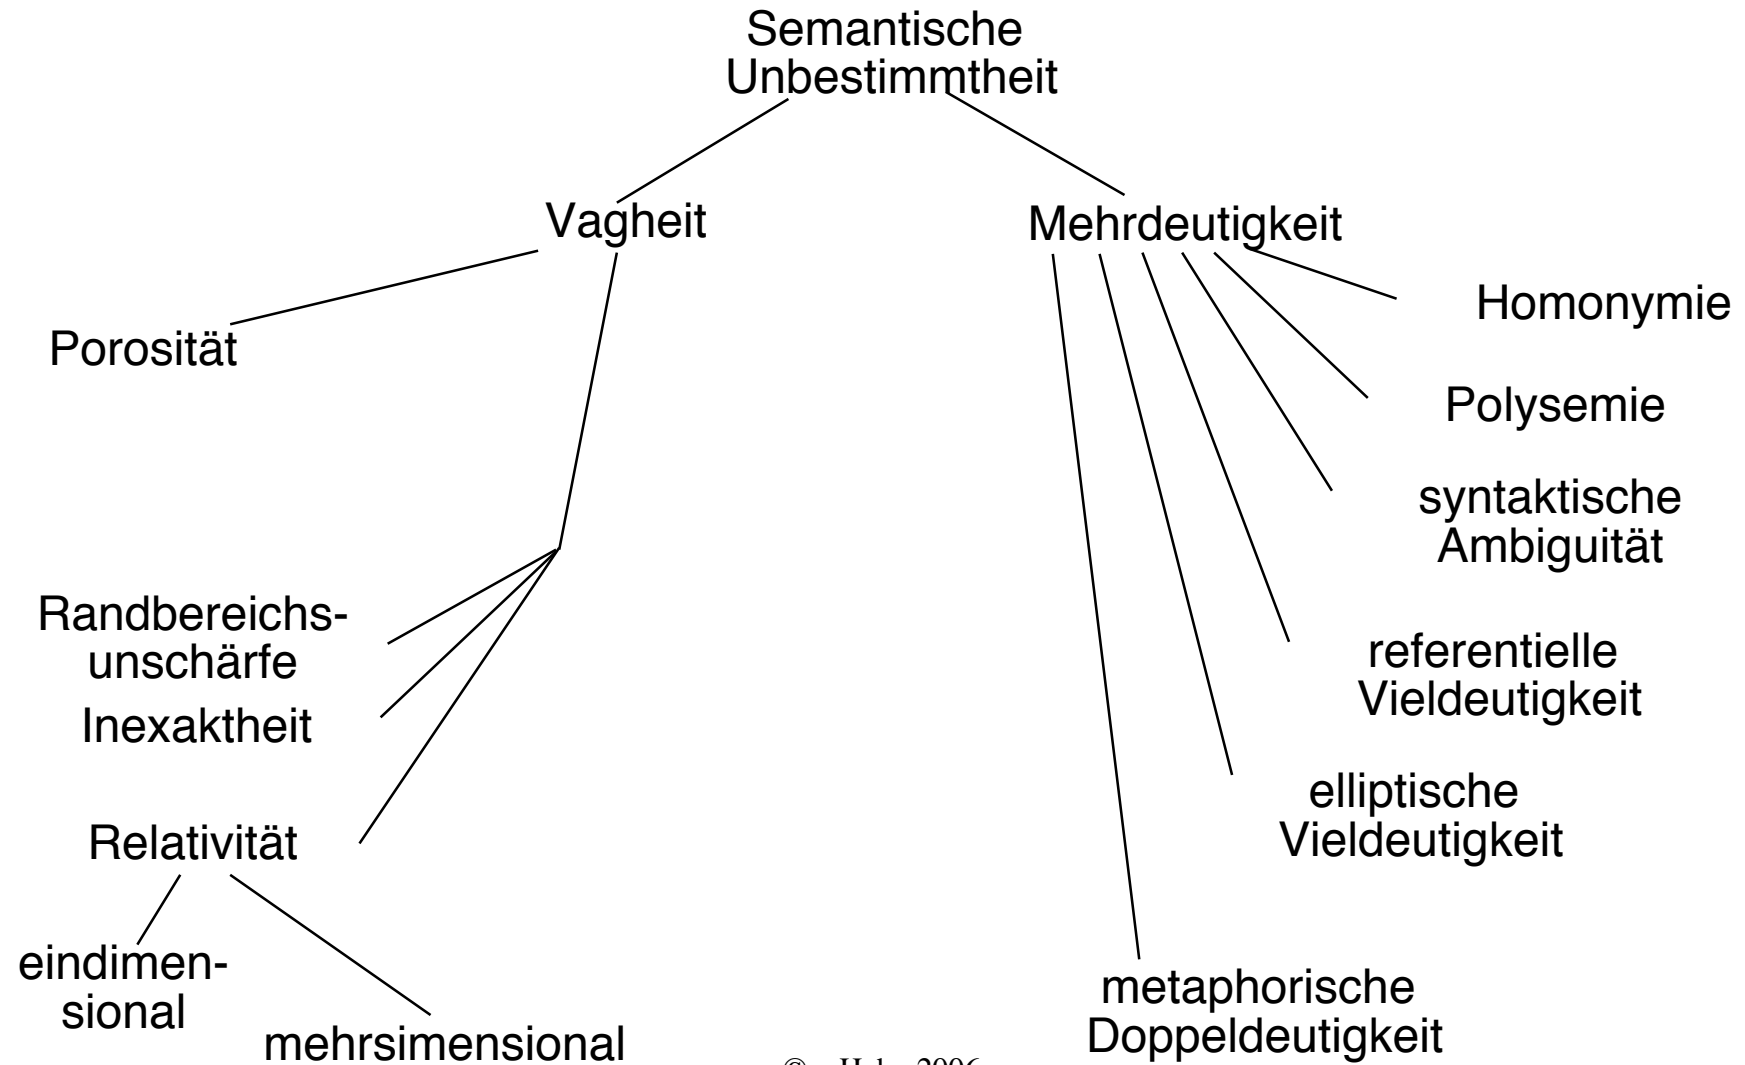 Semantische
Unbestimmtheit
Vagheit
Mehrdeutigkeit
Homonymie
Porosität
Polysemie
syntaktische
Ambiguität
Randbereichs-
unschärfe
Inexaktheit
referentielle
Vieldeutigkeit
elliptische
Vieldeutigkeit
Relativität
eindimen-
sional
mehrsimensional
metaphorische
Doppeldeutigkeit
2006